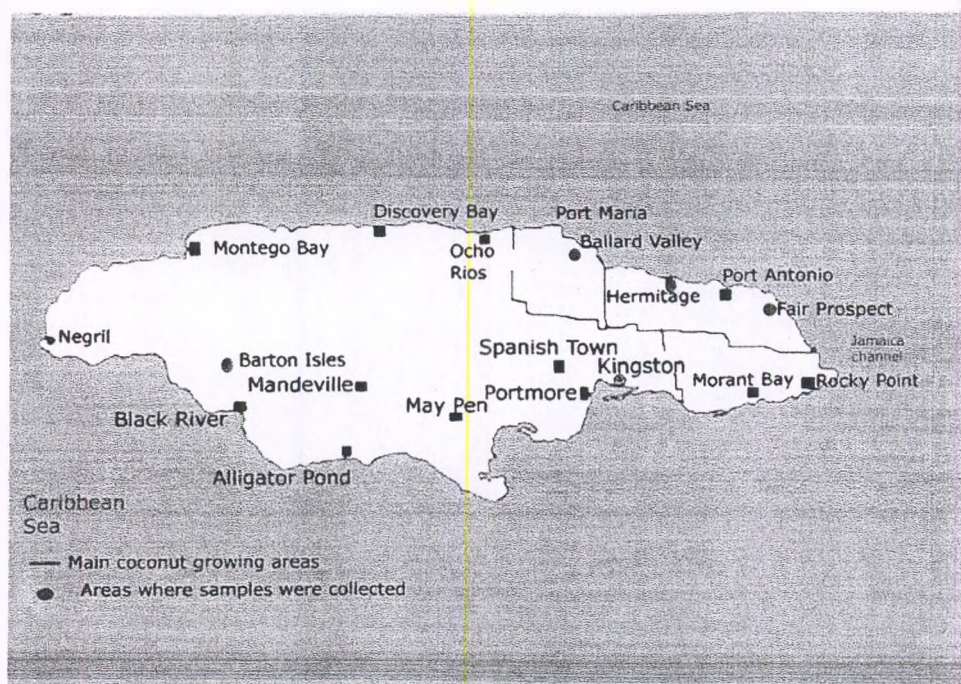 Caribbean Sea
Discovery Bay
Port Maria
Montego Bay
Ocho
Rios
Ballard Valley
Hermitage
Port Antonio
Fair Prospect
Negril
Jamaica
channel
Barton Isles
Mandeville
Spanish Town
Kingston
Morant Bay
Rocky Point
Black River
May Pen
Portmore
Alligator Pond
Caribbean
Sea
Main coconut growing areas
Areas where samples were collected